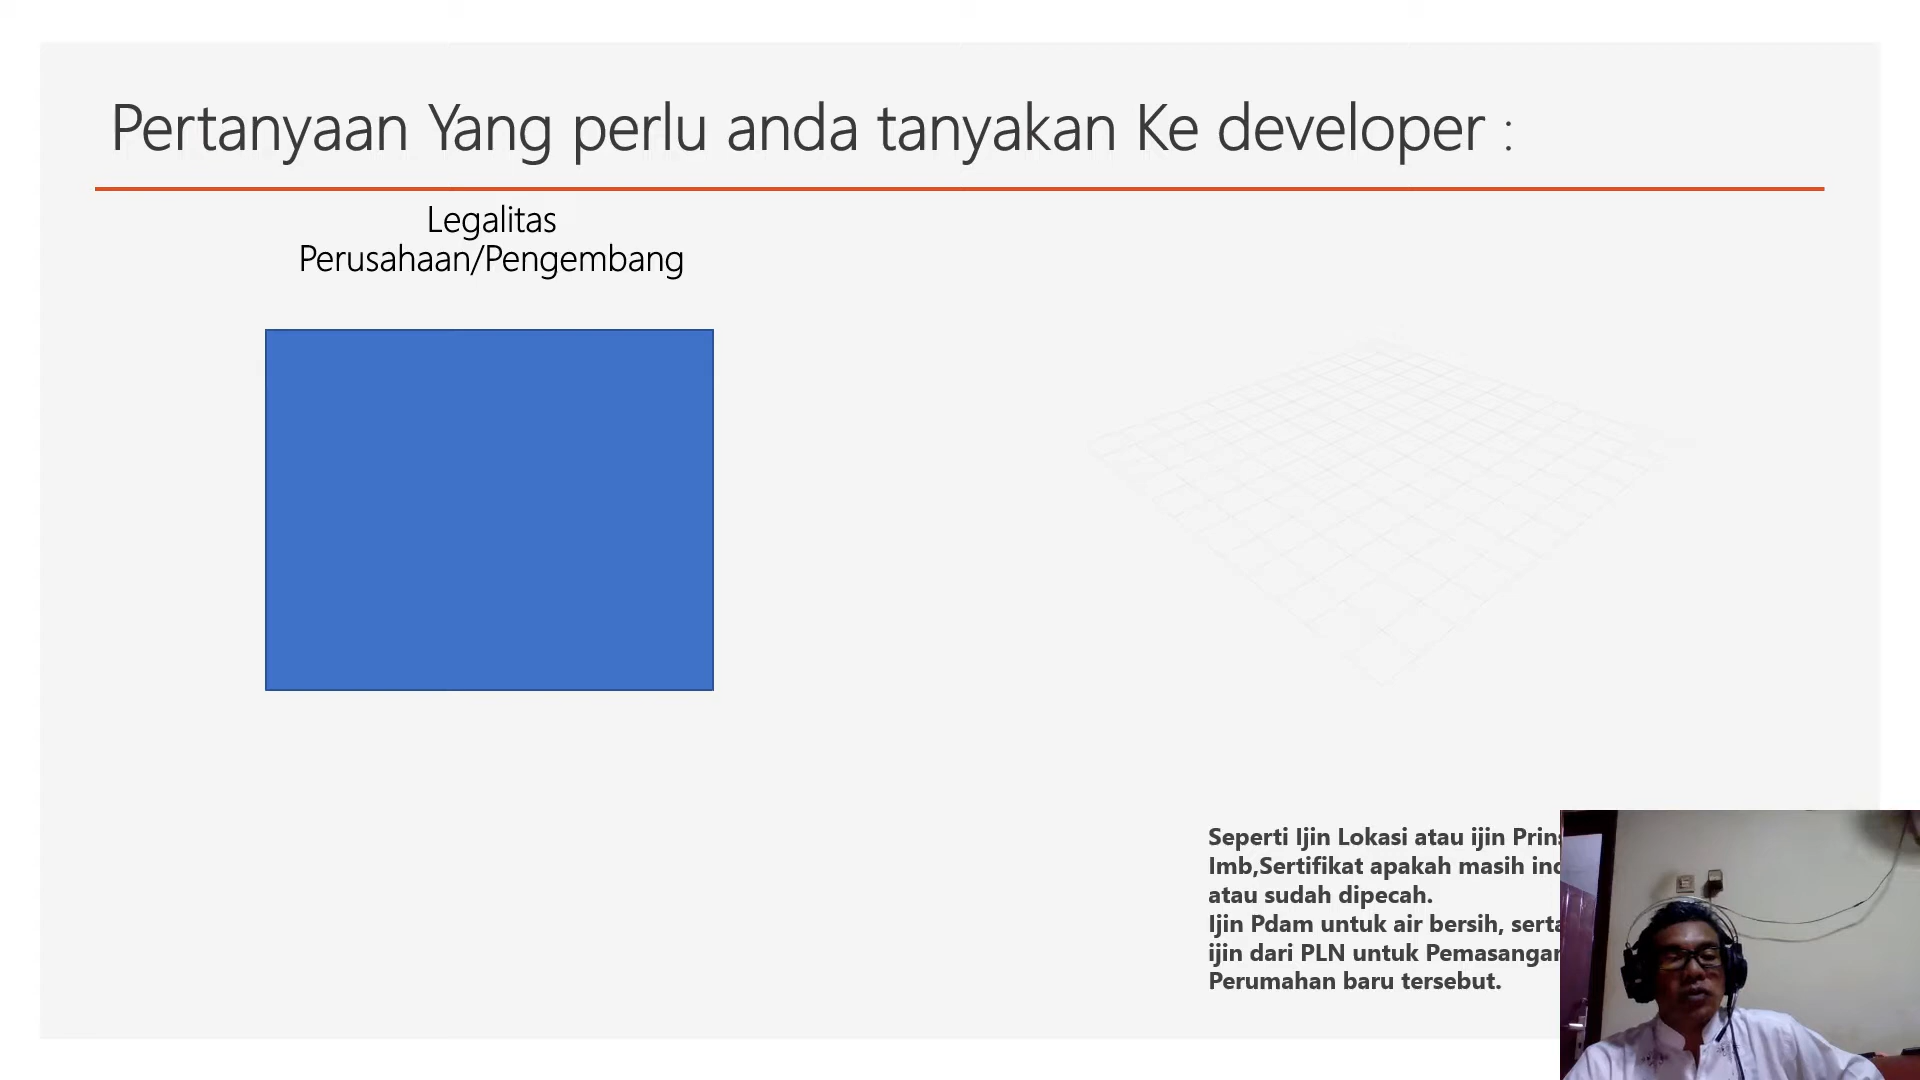 Pertanyaan Yang perlu anda tanyakan Ke developer :
Legalitas
Perusahaan/Pengembang
Seperti Ijin Lokasi atau ijin
Imb,Sertifikat apakah masih
atau sudah dipecah.
Ijin Pdam untuk air bersih, serta
ijin dari PLN untuk
Perumahan baru tersebut.